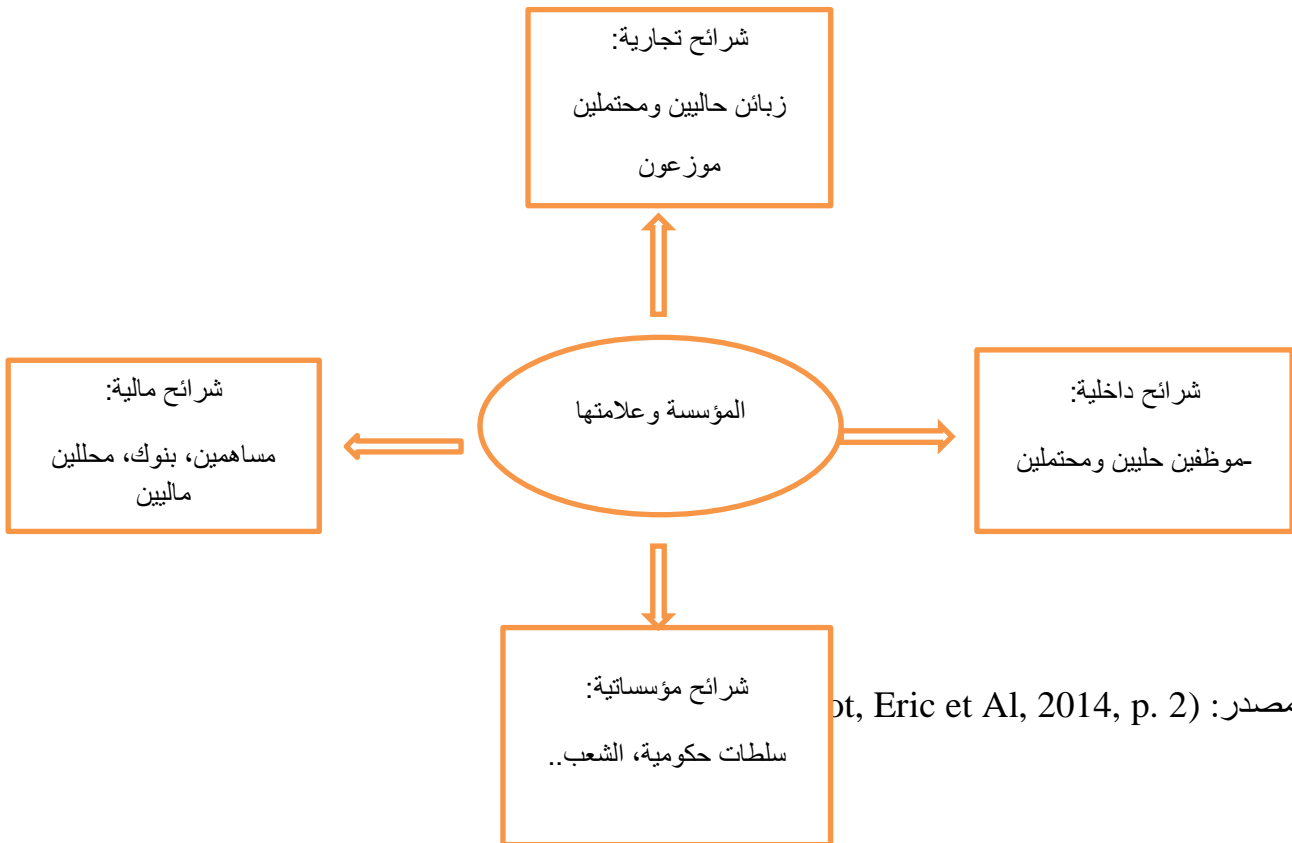 شرائح تجارية:
زبائن حاليين ومحتملين
موزعون
المؤسسة وعلامتها
شرائح داخلية:
-موظفين حليين ومحتملين
شرائح مالية:
مساهمين، بنوك، محللين
ماليين
شرائح مؤسساتية:
سلطات حكومية، الشعب..
مصدر: (ot, Eric et Al, 2014, p. 2